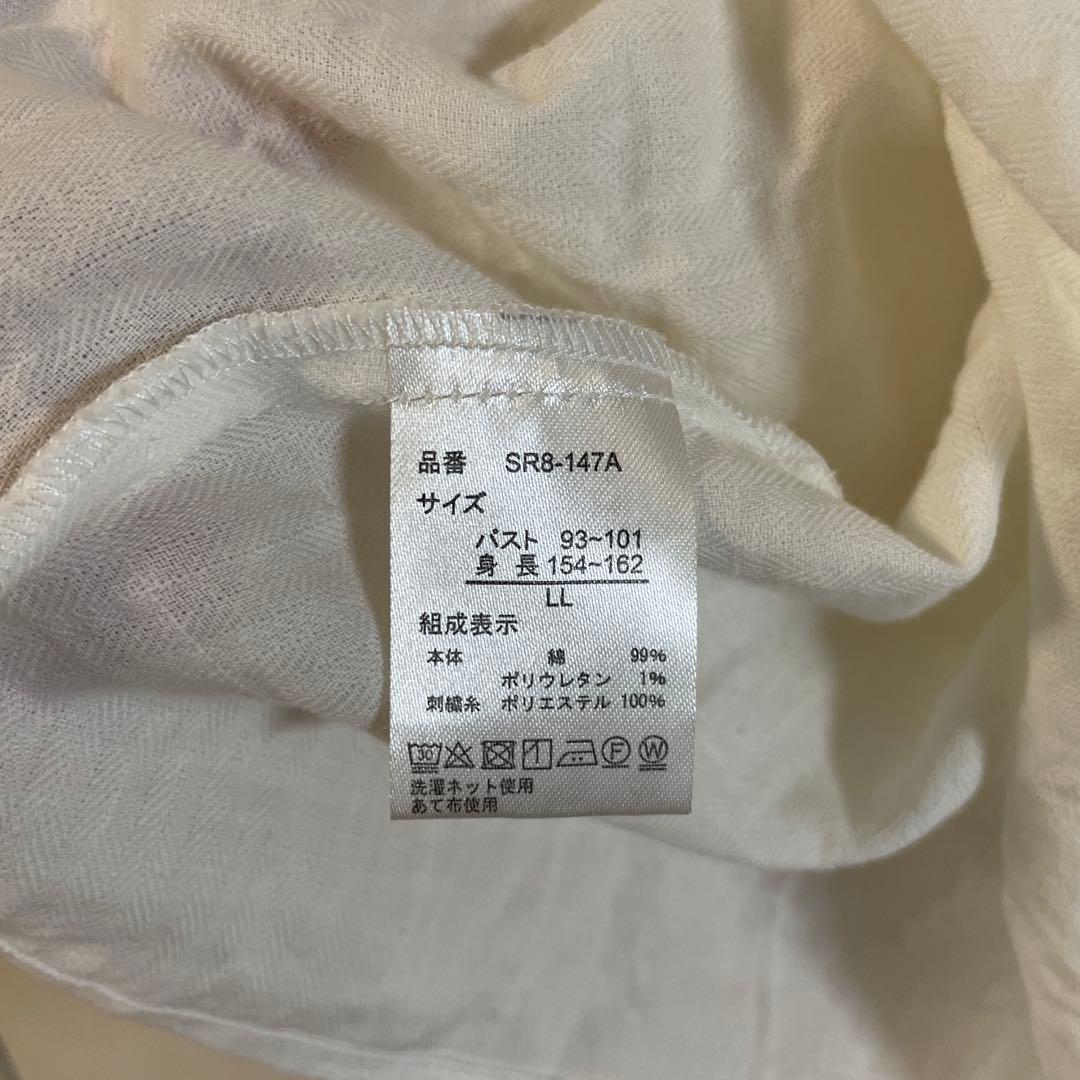 品番 SR8-147A
サイズ
バスト 93~101
身長 154~162
LL
組成表示
本体 綿 99%
ポリウレタン 1%
刺繍糸 ポリエステル 100%
30 F W
洗濯ネット使用
あて布使用